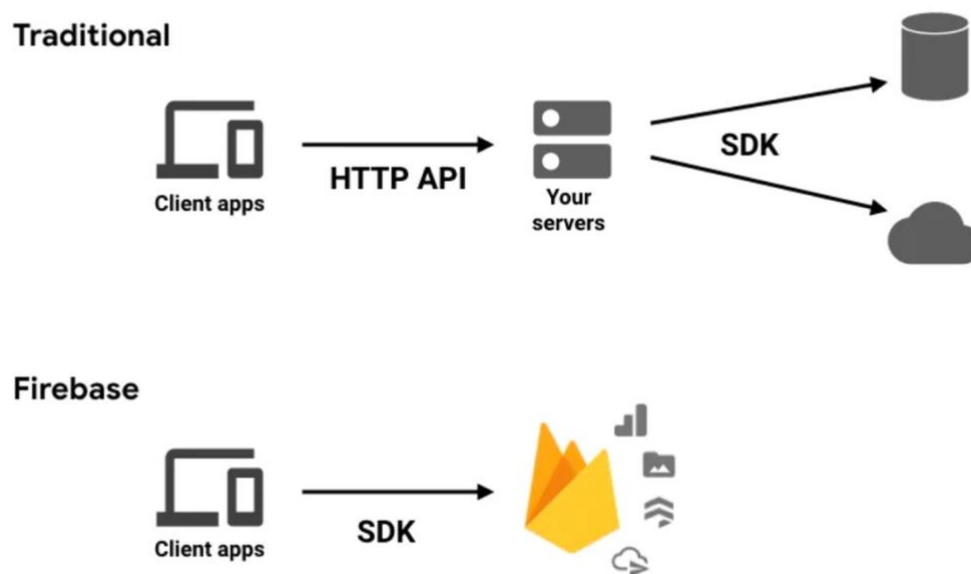 Traditional
Client apps
HTTP API
Your
servers
SDK
Firebase
Client apps
SDK